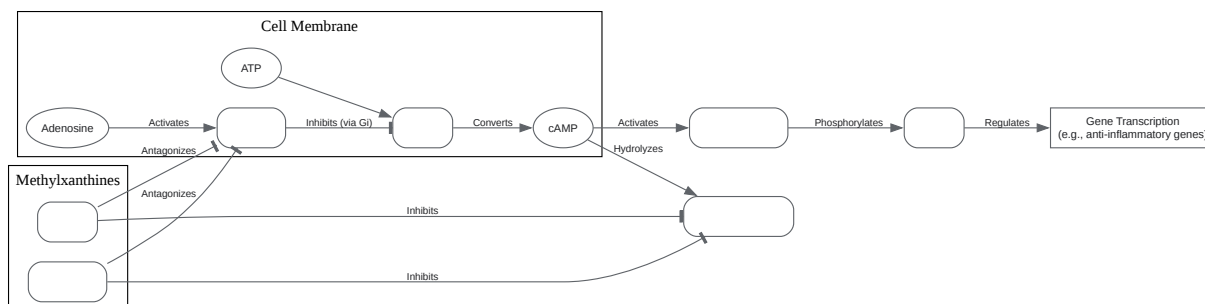 Cell Membrane
ATP
Adenosine
Activates
Inhibits (via Gi)
Converts
cAMP
Activates
Phosphorylates
Regulates
Gene Transcription
(e.g., anti-inflammatory genes)
Antagonizes
Hydrolyzes
Methylxanthines
Antagonizes
Inhibits
Inhibits